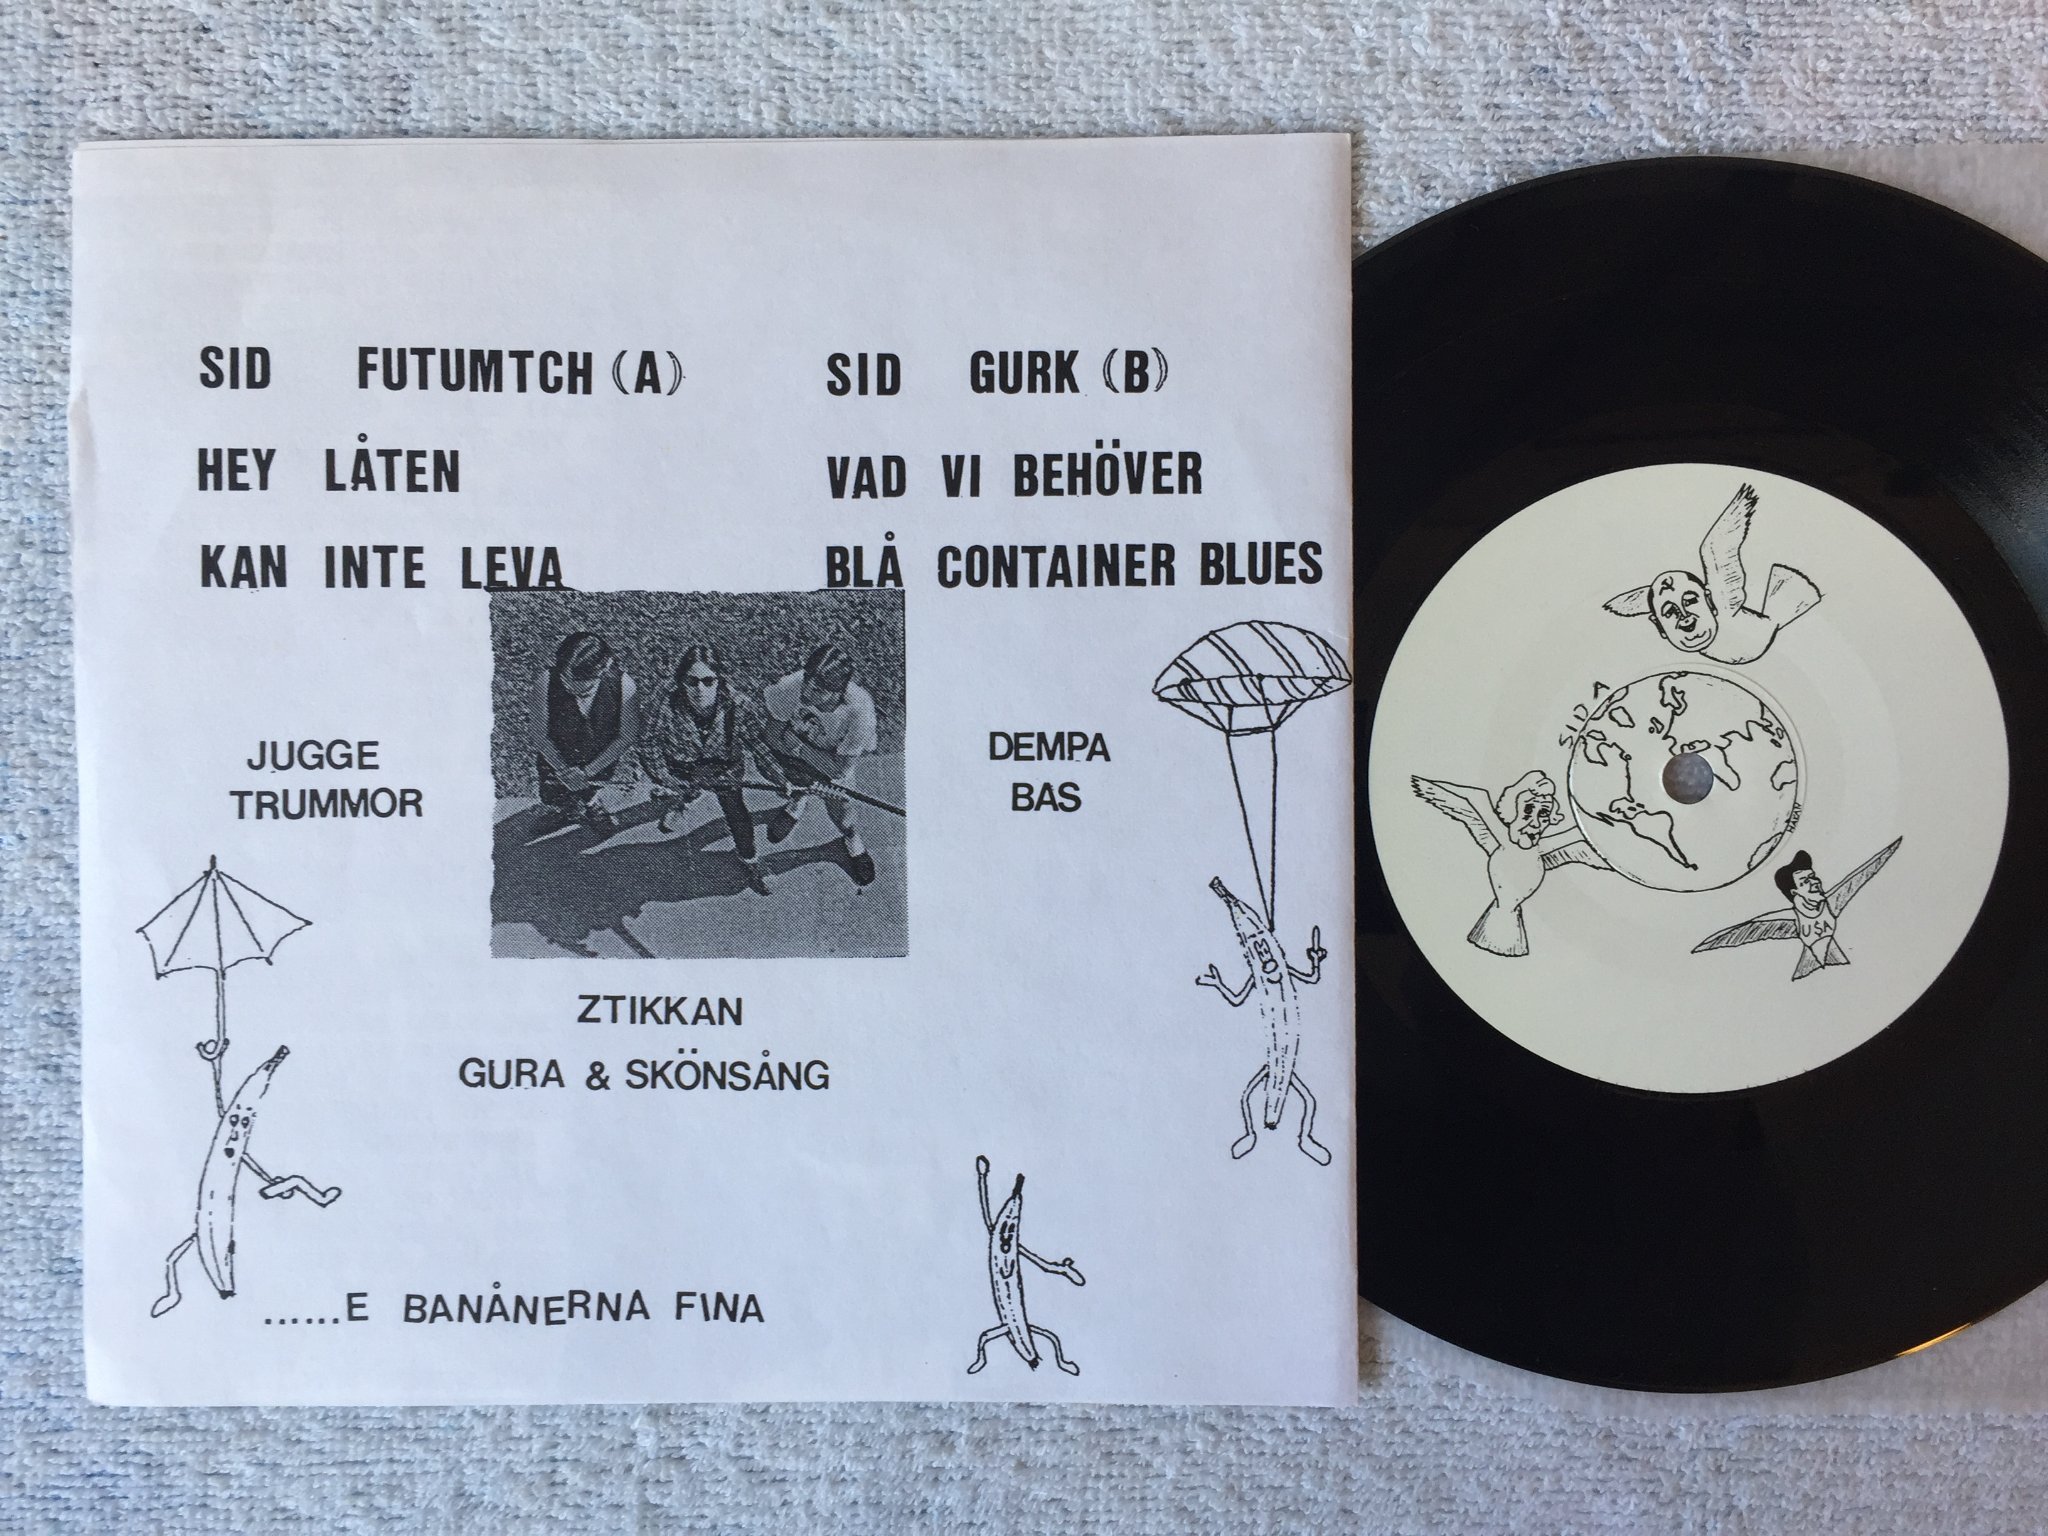 SID FUTUMTCH (A)
HEY LÅTEN
KAN INTE LEVA
SID GURK (B)
VAD VI BEHÖVER
BLÅ CONTAINER BLUES
JUGGE
TRUMMOR
DEMPA
BAS
ZTIKKAN
GURA & SKÖNSÅNG
......E BANÅNERNA FINA
SID A
USA